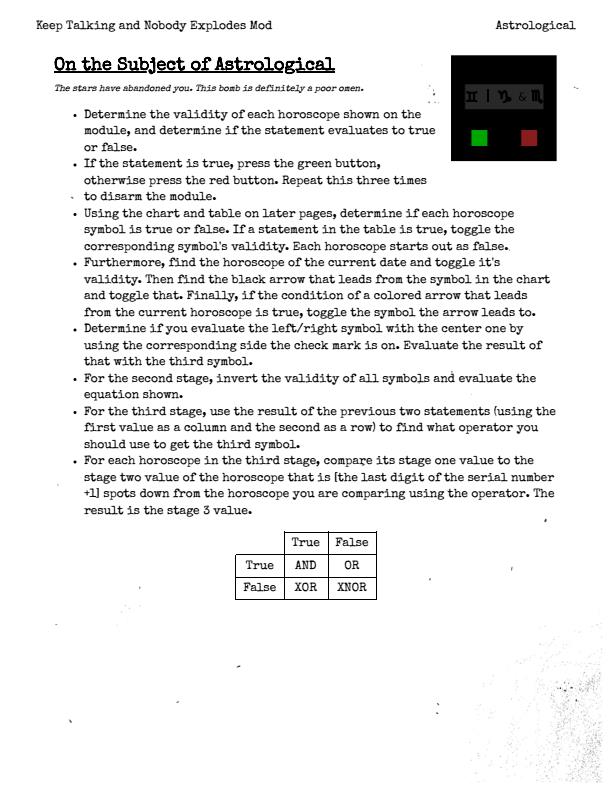 Keep Talking and Nobody Explodes Mod Astrological
On the Subject of Astrological
The stars have abandoned you. This bomb is definitely a poor omen.
♊ | ♑ & ♏
• Determine the validity of each horoscope shown on the
module, and determine if the statement evaluates to true
or false.
• If the statement is true, press the green button,
otherwise press the red button. Repeat this three times
to disarm the module.
• Using the chart and table on later pages, determine if each horoscope
symbol is true or false. If a statement in the table is true, toggle the
corresponding symbol's validity. Each horoscope starts out as false.
• Furthermore, find the horoscope of the current date and toggle it's
validity. Then find the black arrow that leads from the symbol in the chart
and toggle that. Finally, if the condition of a colored arrow that leads
from the current horoscope is true, toggle the symbol the arrow leads to.
• Determine if you evaluate the left/right symbol with the center one by
using the corresponding side the check mark is on. Evaluate the result of
that with the third symbol.
• For the second stage, invert the validity of all symbols and evaluate the
equation shown.
• For the third stage, use the result of the previous two statements (using the
first value as a column and the second as a row) to find what operator you
should use to get the third symbol.
• For each horoscope in the third stage, compare its stage one value to the
stage two value of the horoscope that is [the last digit of the serial number
+1] spots down from the horoscope you are comparing using the operator. The
result is the stage 3 value.
True False
True AND OR
False XOR XNOR